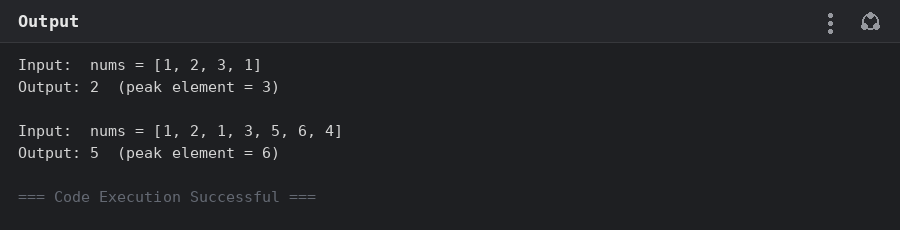 Output
Input:  nums = [1, 2, 3, 1]
Output: 2  (peak element = 3)
Input:  nums = [1, 2, 1, 3, 5, 6, 4]
Output: 5  (peak element = 6)
=== Code Execution Successful ===